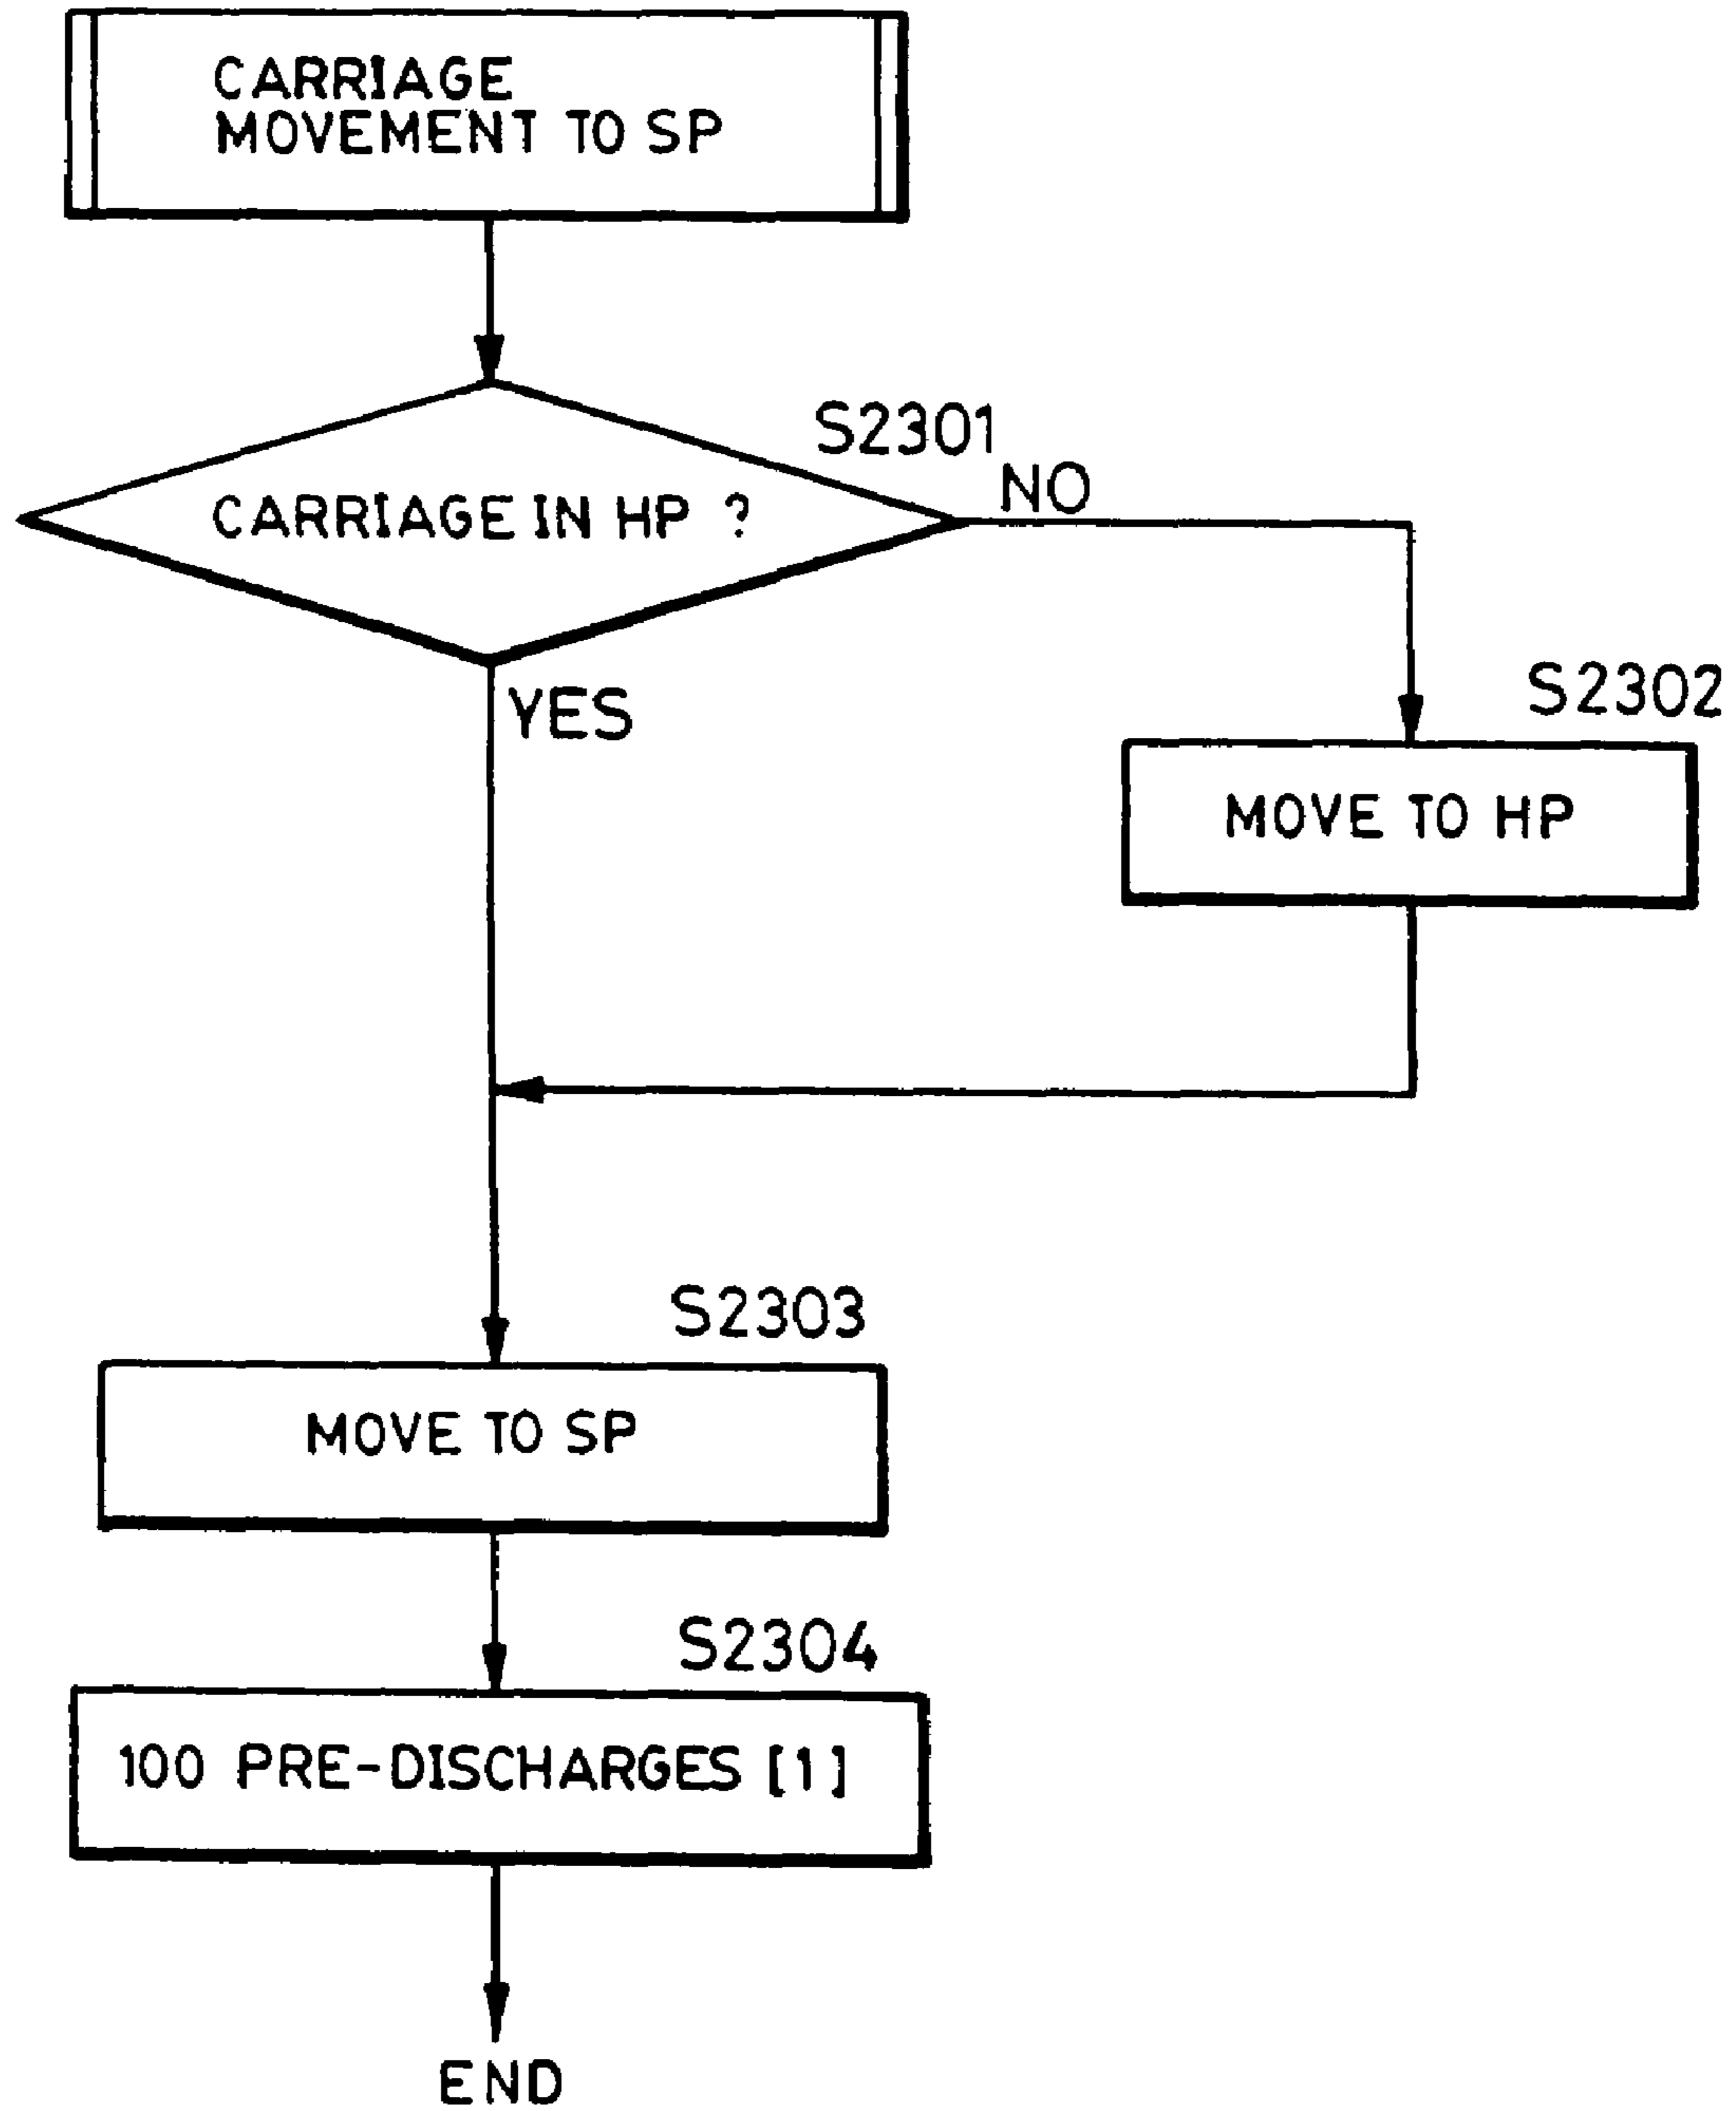 CARRIAGE
MOVEMENT TO SP
S2301
CARRIAGE IN HP ?
NO
YES
S2302
MOVE TO HP
S2303
MOVE TO SP
S2304
100 PRE-DISCHARGES [1]
END